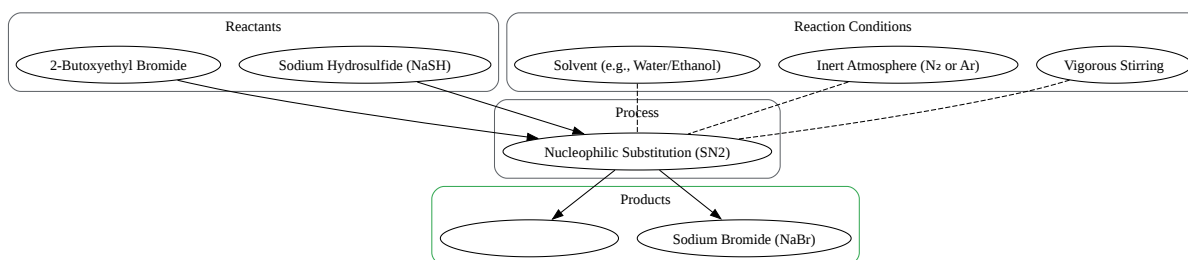 Reactants
Reaction Conditions
2-Butoxyethyl Bromide
Sodium Hydrosulfide (NaSH)
Solvent (e.g., Water/Ethanol)
Inert Atmosphere (N₂ or Ar)
Vigorous Stirring
Process
Nucleophilic Substitution (SN2)
Products
Sodium Bromide (NaBr)